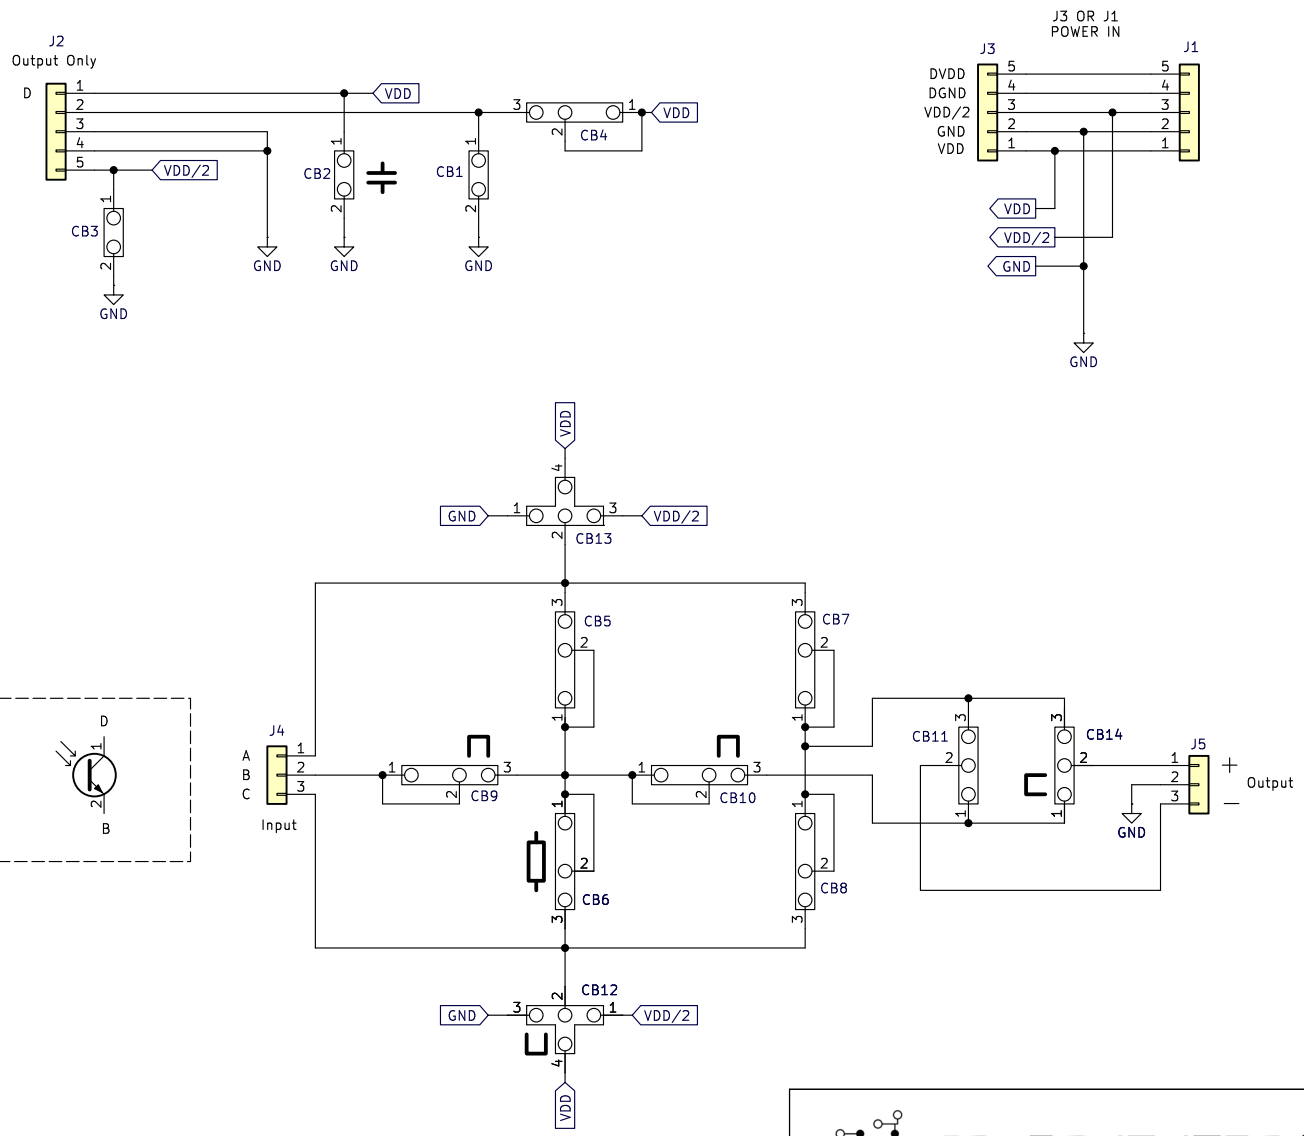 J3 OR J1
POWER IN
J2
Output Only
D
1
2
3
4
5
VDD
3
2
1
CB4
VDD
1
CB2
2
GND
1
CB1
2
GND
GND
VDD/2
1
CB3
2
GND
J3
J1
DVDD 5 5
DGND 4 4
VDD/2 3 3
GND 2 2
VDD 1 1
VDD
VDD/2
GND
GND
VDD
4
GND 1 3 VDD/2
2 CB13
3 CB5
2
1
3 CB7
2
1
D
1
2
B
J4
A 1
B 2
C 3
Input
1 3
2 CB9
1 3
2 CB10
1
2
CB6
3
1
2
CB8
3
3
CB11
2
1
3
CB14
2
1
J5
1 +
2 Output
3 −
GND
CB12
2
GND 3 1 VDD/2
4
VDD